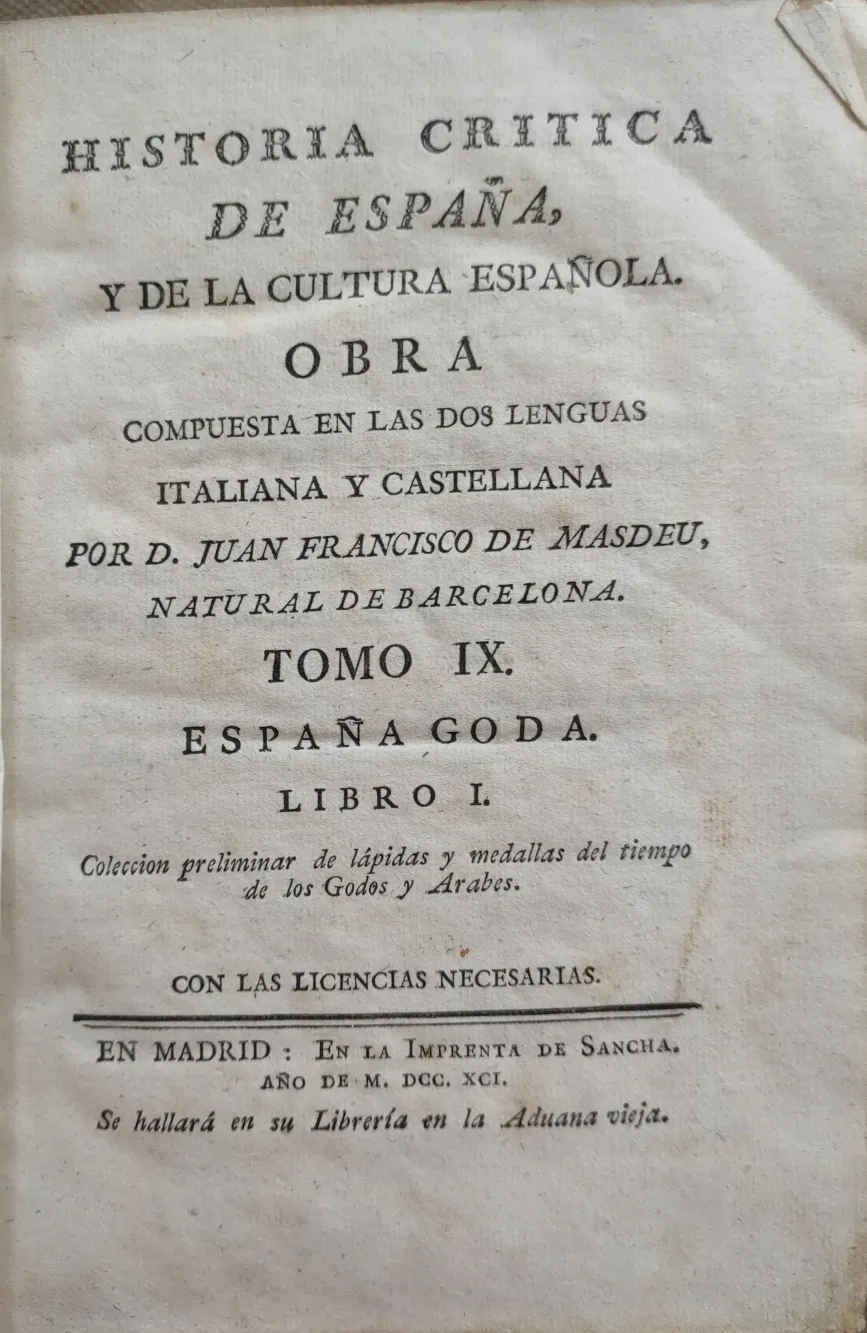 HISTORIA CRITICA
DE ESPAÑA,
Y DE LA CULTURA ESPAÑOLA.
OBRA
COMPUESTA EN LAS DOS LENGUAS
ITALIANA Y CASTELLANA
POR D. JUAN FRANCISCO DE MASDEU,
NATURAL DE BARCELONA.
TOMO IX.
ESPAÑA GODA.
LIBRO I.
Coleccion preliminar de lápidas y medallas del tiempo
de los Godos y Arabes.
CON LAS LICENCIAS NECESARIAS.
EN MADRID : EN LA IMPRENTA DE SANCHA.
AÑO DE M. DCC. XCI.
Se hallará en su Librería en la Aduana vieja.